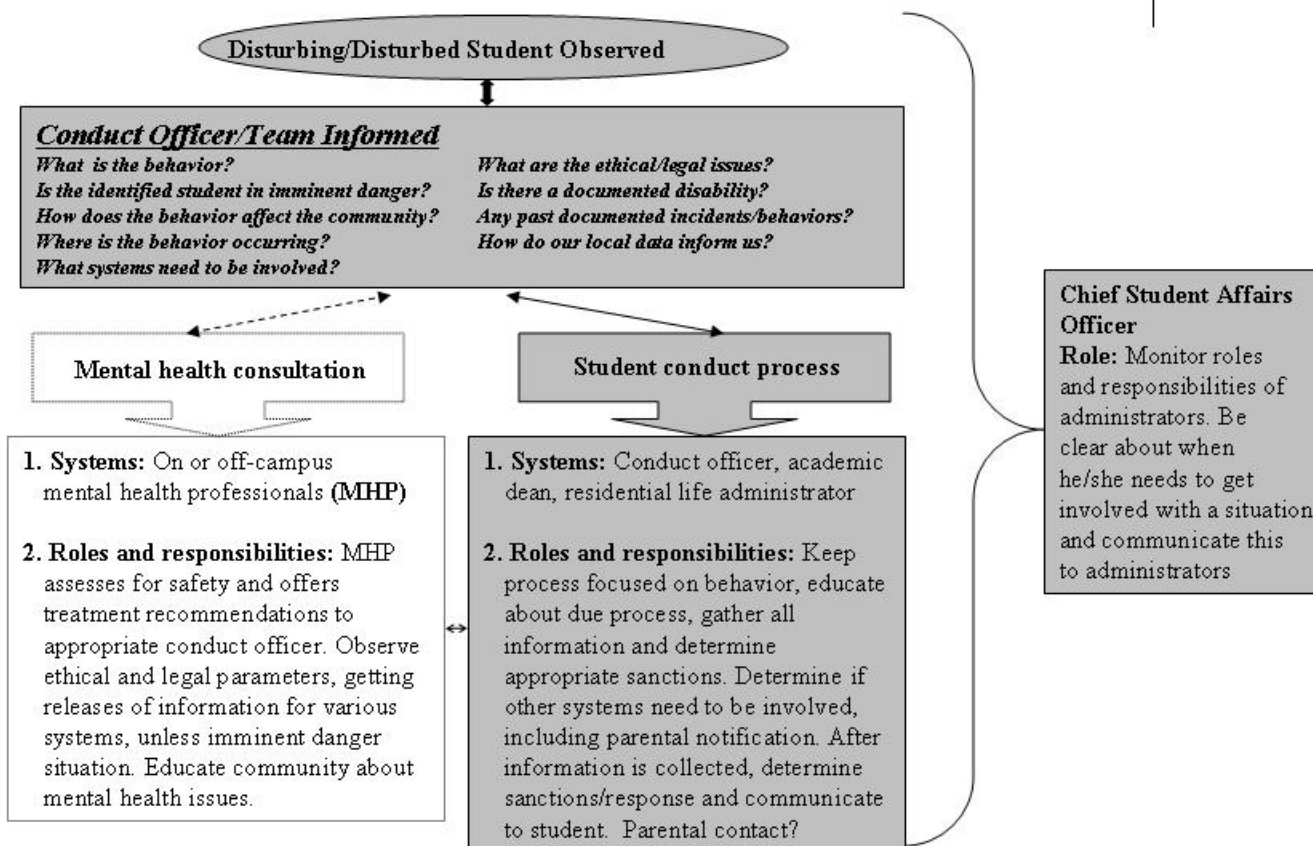 Disturbing/Disturbed Student Observed
Conduct Officer/Team Informed
What is the behavior?
Is the identified student in imminent danger?
How does the behavior affect the community?
Where is the behavior occurring?
What systems need to be involved?
What are the ethical/legal issues?
Is there a documented disability?
Any past documented incidents/behaviors?
How do our local data inform us?
Mental health consultation
1. Systems: On or off-campus
mental health professionals (MHP)
2. Roles and responsibilities: MHP
assesses for safety and offers
treatment recommendations to
appropriate conduct officer. Observe
ethical and legal parameters, getting
releases of information for various
systems, unless imminent danger
situation. Educate community about
mental health issues.
Student conduct process
1. Systems: Conduct officer, academic
dean, residential life administrator
2. Roles and responsibilities: Keep
process focused on behavior, educate
about due process, gather all
information and determine
appropriate sanctions. Determine if
other systems need to be involved,
including parental notification. After
information is collected, determine
sanctions/response and communicate
to student. Parental contact?
Chief Student Affairs
Officer
Role: Monitor roles
and responsibilities of
administrators. Be
clear about when
he/she needs to get
involved with a situation
and communicate this
to administrators